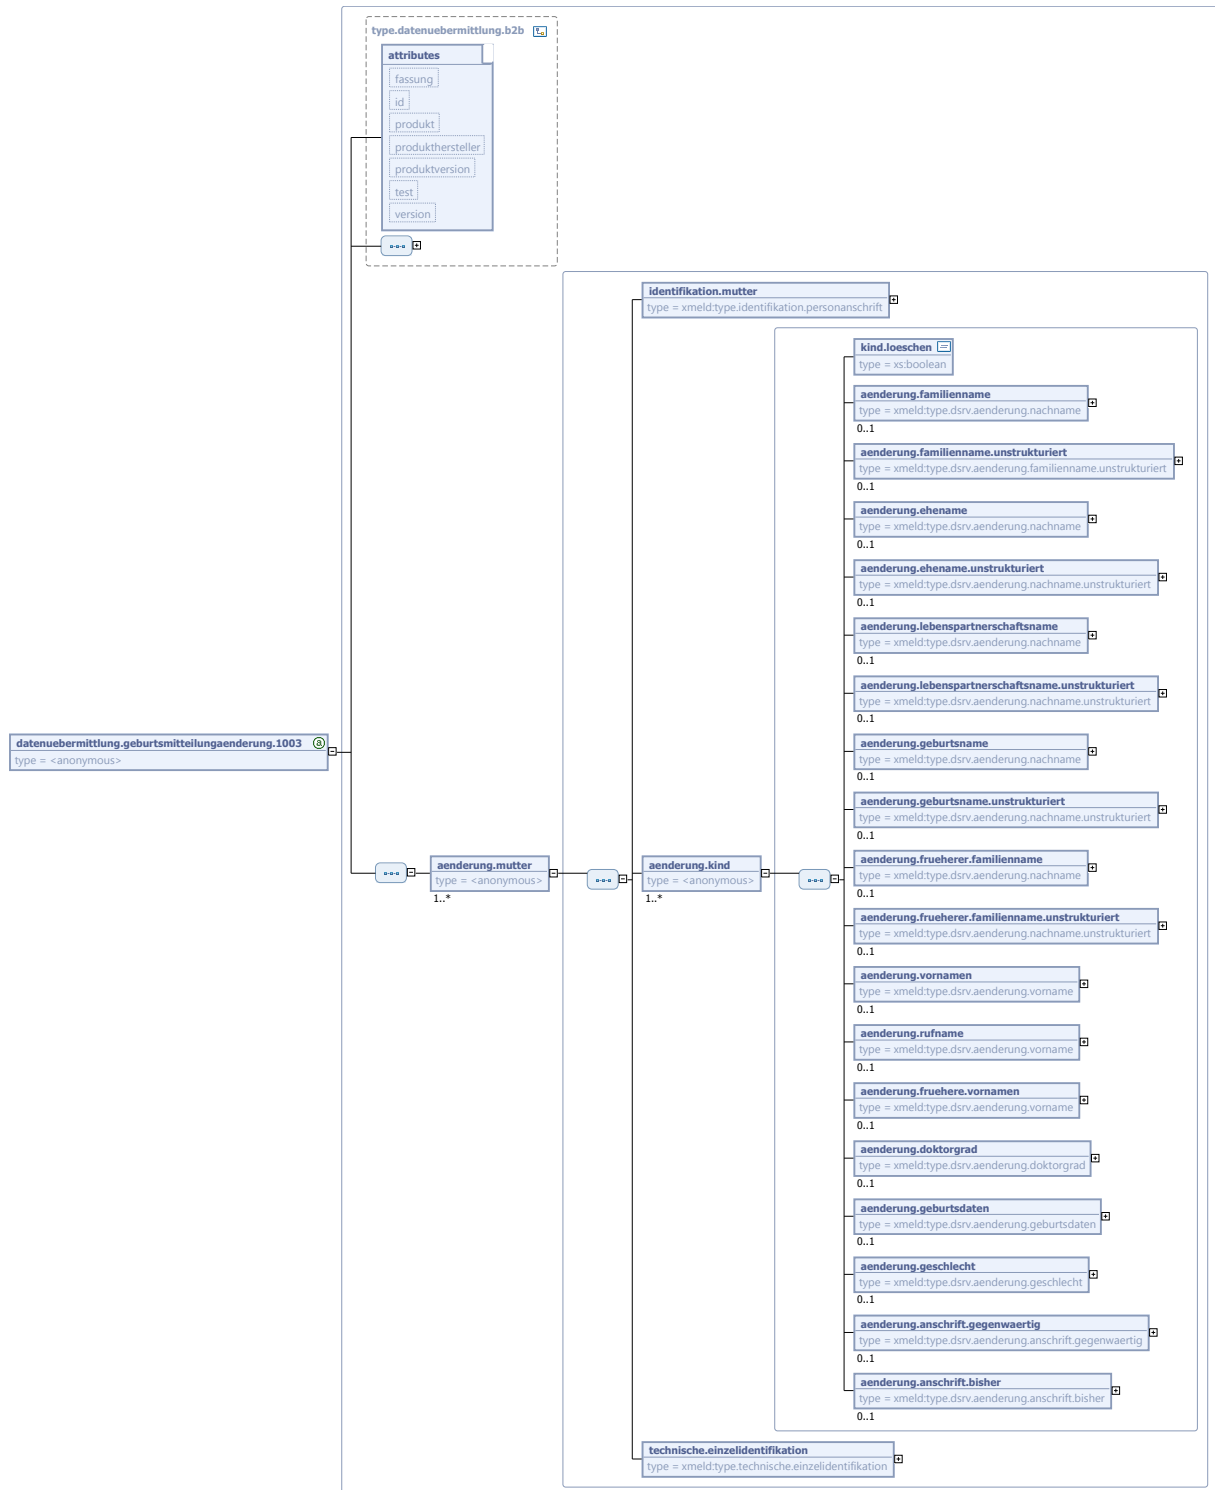 type.datenuebermittlung.b2b
attributes
fassung
id
produkt
produkthersteller
produktversion
test
version
identifikation.mutter
type = xmeld:type.identifikation.personanschrift
kind.loeschen
type = xs:boolean
aenderung.familienname
type = xmeld:type.dsrv.aenderung.nachname
0..1
aenderung.familienname.unstrukturiert
type = xmeld:type.dsrv.aenderung.familienname.unstrukturiert
0..1
aenderung.ehename
type = xmeld:type.dsrv.aenderung.nachname
0..1
aenderung.ehename.unstrukturiert
type = xmeld:type.dsrv.aenderung.nachname.unstrukturiert
0..1
aenderung.lebenspartnerschaftsname
type = xmeld:type.dsrv.aenderung.nachname
0..1
aenderung.lebenspartnerschaftsname.unstrukturiert
type = xmeld:type.dsrv.aenderung.nachname.unstrukturiert
0..1
datenuebermittlung.geburtsmitteilungaenderung.1003 a
type = <anonymous>
aenderung.geburtsname
type = xmeld:type.dsrv.aenderung.nachname
0..1
aenderung.geburtsname.unstrukturiert
type = xmeld:type.dsrv.aenderung.nachname.unstrukturiert
0..1
aenderung.mutter
type = <anonymous>
1..*
aenderung.kind
type = <anonymous>
1..*
aenderung.frueherer.familienname
type = xmeld:type.dsrv.aenderung.nachname
0..1
aenderung.frueherer.familienname.unstrukturiert
type = xmeld:type.dsrv.aenderung.nachname.unstrukturiert
0..1
aenderung.vornamen
type = xmeld:type.dsrv.aenderung.vorname
0..1
aenderung.rufname
type = xmeld:type.dsrv.aenderung.vorname
0..1
aenderung.fruehere.vornamen
type = xmeld:type.dsrv.aenderung.vorname
0..1
aenderung.doktorgrad
type = xmeld:type.dsrv.aenderung.doktorgrad
0..1
aenderung.geburtsdaten
type = xmeld:type.dsrv.aenderung.geburtsdaten
0..1
aenderung.geschlecht
type = xmeld:type.dsrv.aenderung.geschlecht
0..1
aenderung.anschrift.gegenwaertig
type = xmeld:type.dsrv.aenderung.anschrift.gegenwaertig
0..1
aenderung.anschrift.bisher
type = xmeld:type.dsrv.aenderung.anschrift.bisher
0..1
technische.einzelidentifikation
type = xmeld:type.technische.einzelidentifikation